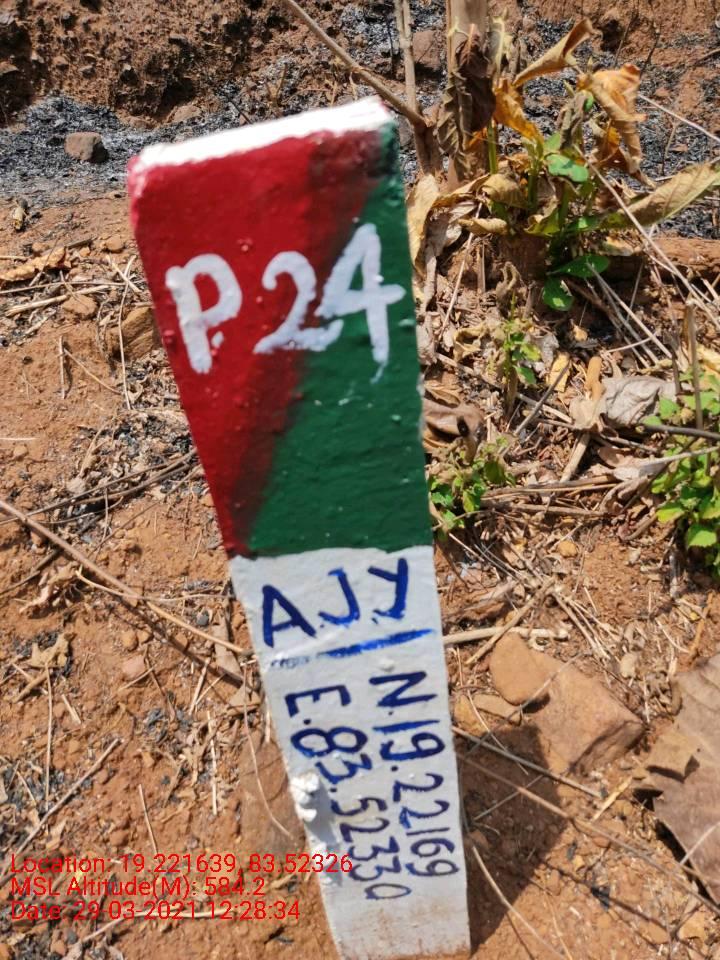 P.24
A.J.Y
N.19.22169
E.83.52330
Location: 19.221639, 83.52326
MSL Altitude(M): 584.2
Date: 29-03-2021 12:28:34